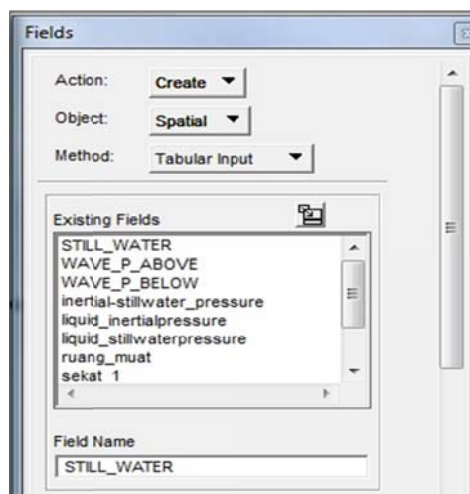 Fields
Action: Create
Object: Spatial
Method: Tabular Input
Existing Fields
STILL_WATER
WAVE_P_ABOVE
WAVE_P_BELOW
inertial-stillwater_pressure
liquid_inertialpressure
liquid_stillwaterpressure
ruang_muat
sekat_1
Field Name
STILL_WATER